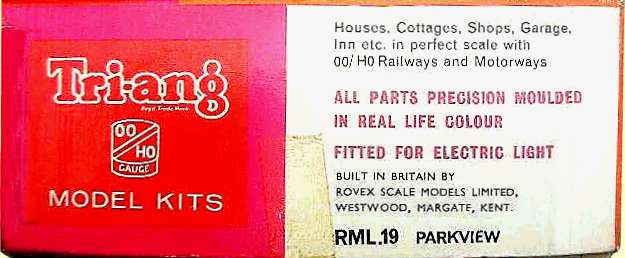 Tri-ang
Regd. Trade Mark
00/H0
GAUGE
MODEL KITS
Houses, Cottages, Shops, Garage,
Inn etc. in perfect scale with
00/H0 Railways and Motorways
ALL PARTS PRECISION MOULDED
IN REAL LIFE COLOUR
FITTED FOR ELECTRIC LIGHT
BUILT IN BRITAIN BY
ROVEX SCALE MODELS LIMITED,
WESTWOOD, MARGATE, KENT.
RML.19 PARKVIEW